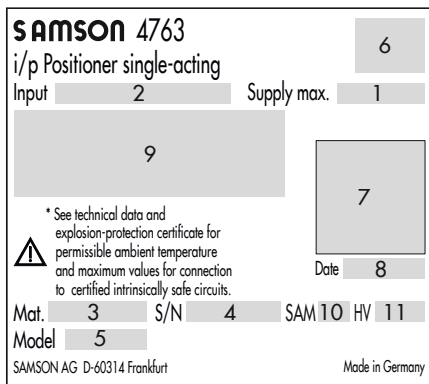 SAMSON 4763
6
i/p Positioner single-acting
Input 2 Supply max. 1
9
7
* See technical data and
explosion-protection certificate for
permissible ambient temperature
and maximum values for connection
to certified intrinsically safe circuits.
Date 8
Mat. 3 S/N 4 SAM 10 HV 11
Model 5
SAMSON AG D-60314 Frankfurt Made in Germany